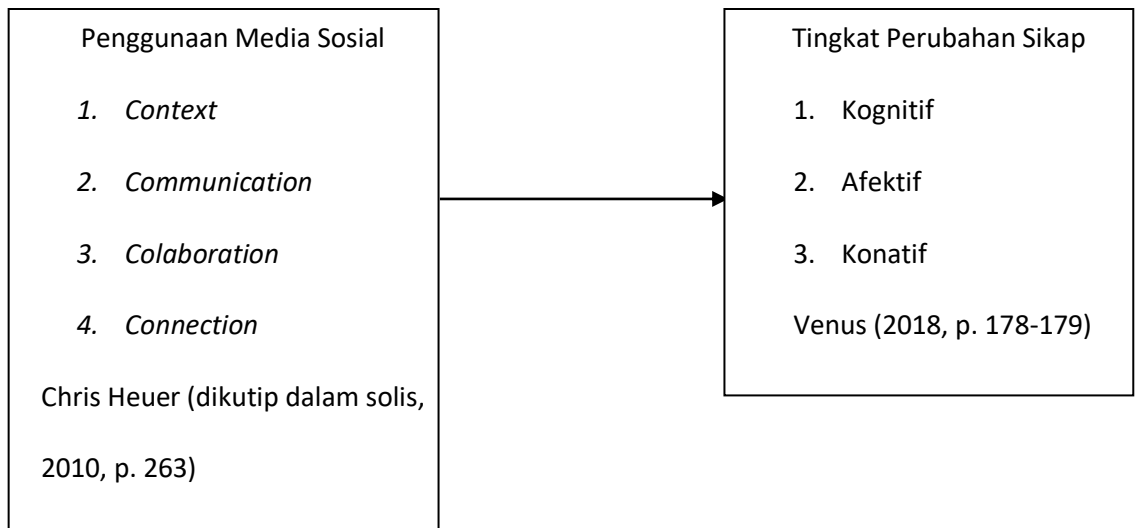 Penggunaan Media Sosial
1. Context
2. Communication
3. Colaboration
4. Connection
Chris Heuer (dikutip dalam solis,
2010, p. 263)
Tingkat Perubahan Sikap
1. Kognitif
2. Afektif
3. Konatif
Venus (2018, p. 178-179)